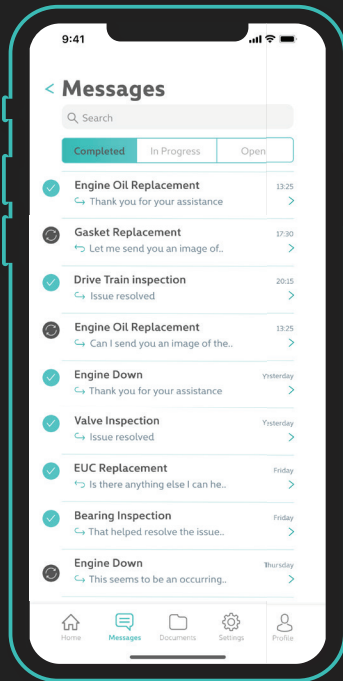 9:41
< Messages
Search
Completed In Progress Open
Engine Oil Replacement 13:25
Thank you for your assistance >
Gasket Replacement 17:30
Let me send you an image of.. >
Drive Train inspection 20:15
Issue resolved >
Engine Oil Replacement 13:25
Can I send you an image of the.. >
Engine Down Yesterday
Thank you for your assistance >
Valve Inspection Yesterday
Issue resolved >
EUC Replacement Friday
Is there anything else I can he.. >
Bearing Inspection Friday
That helped resolve the issue.. >
Engine Down Thursday
This seems to be an occurring.. >
Home Messages Documents Settings Profile